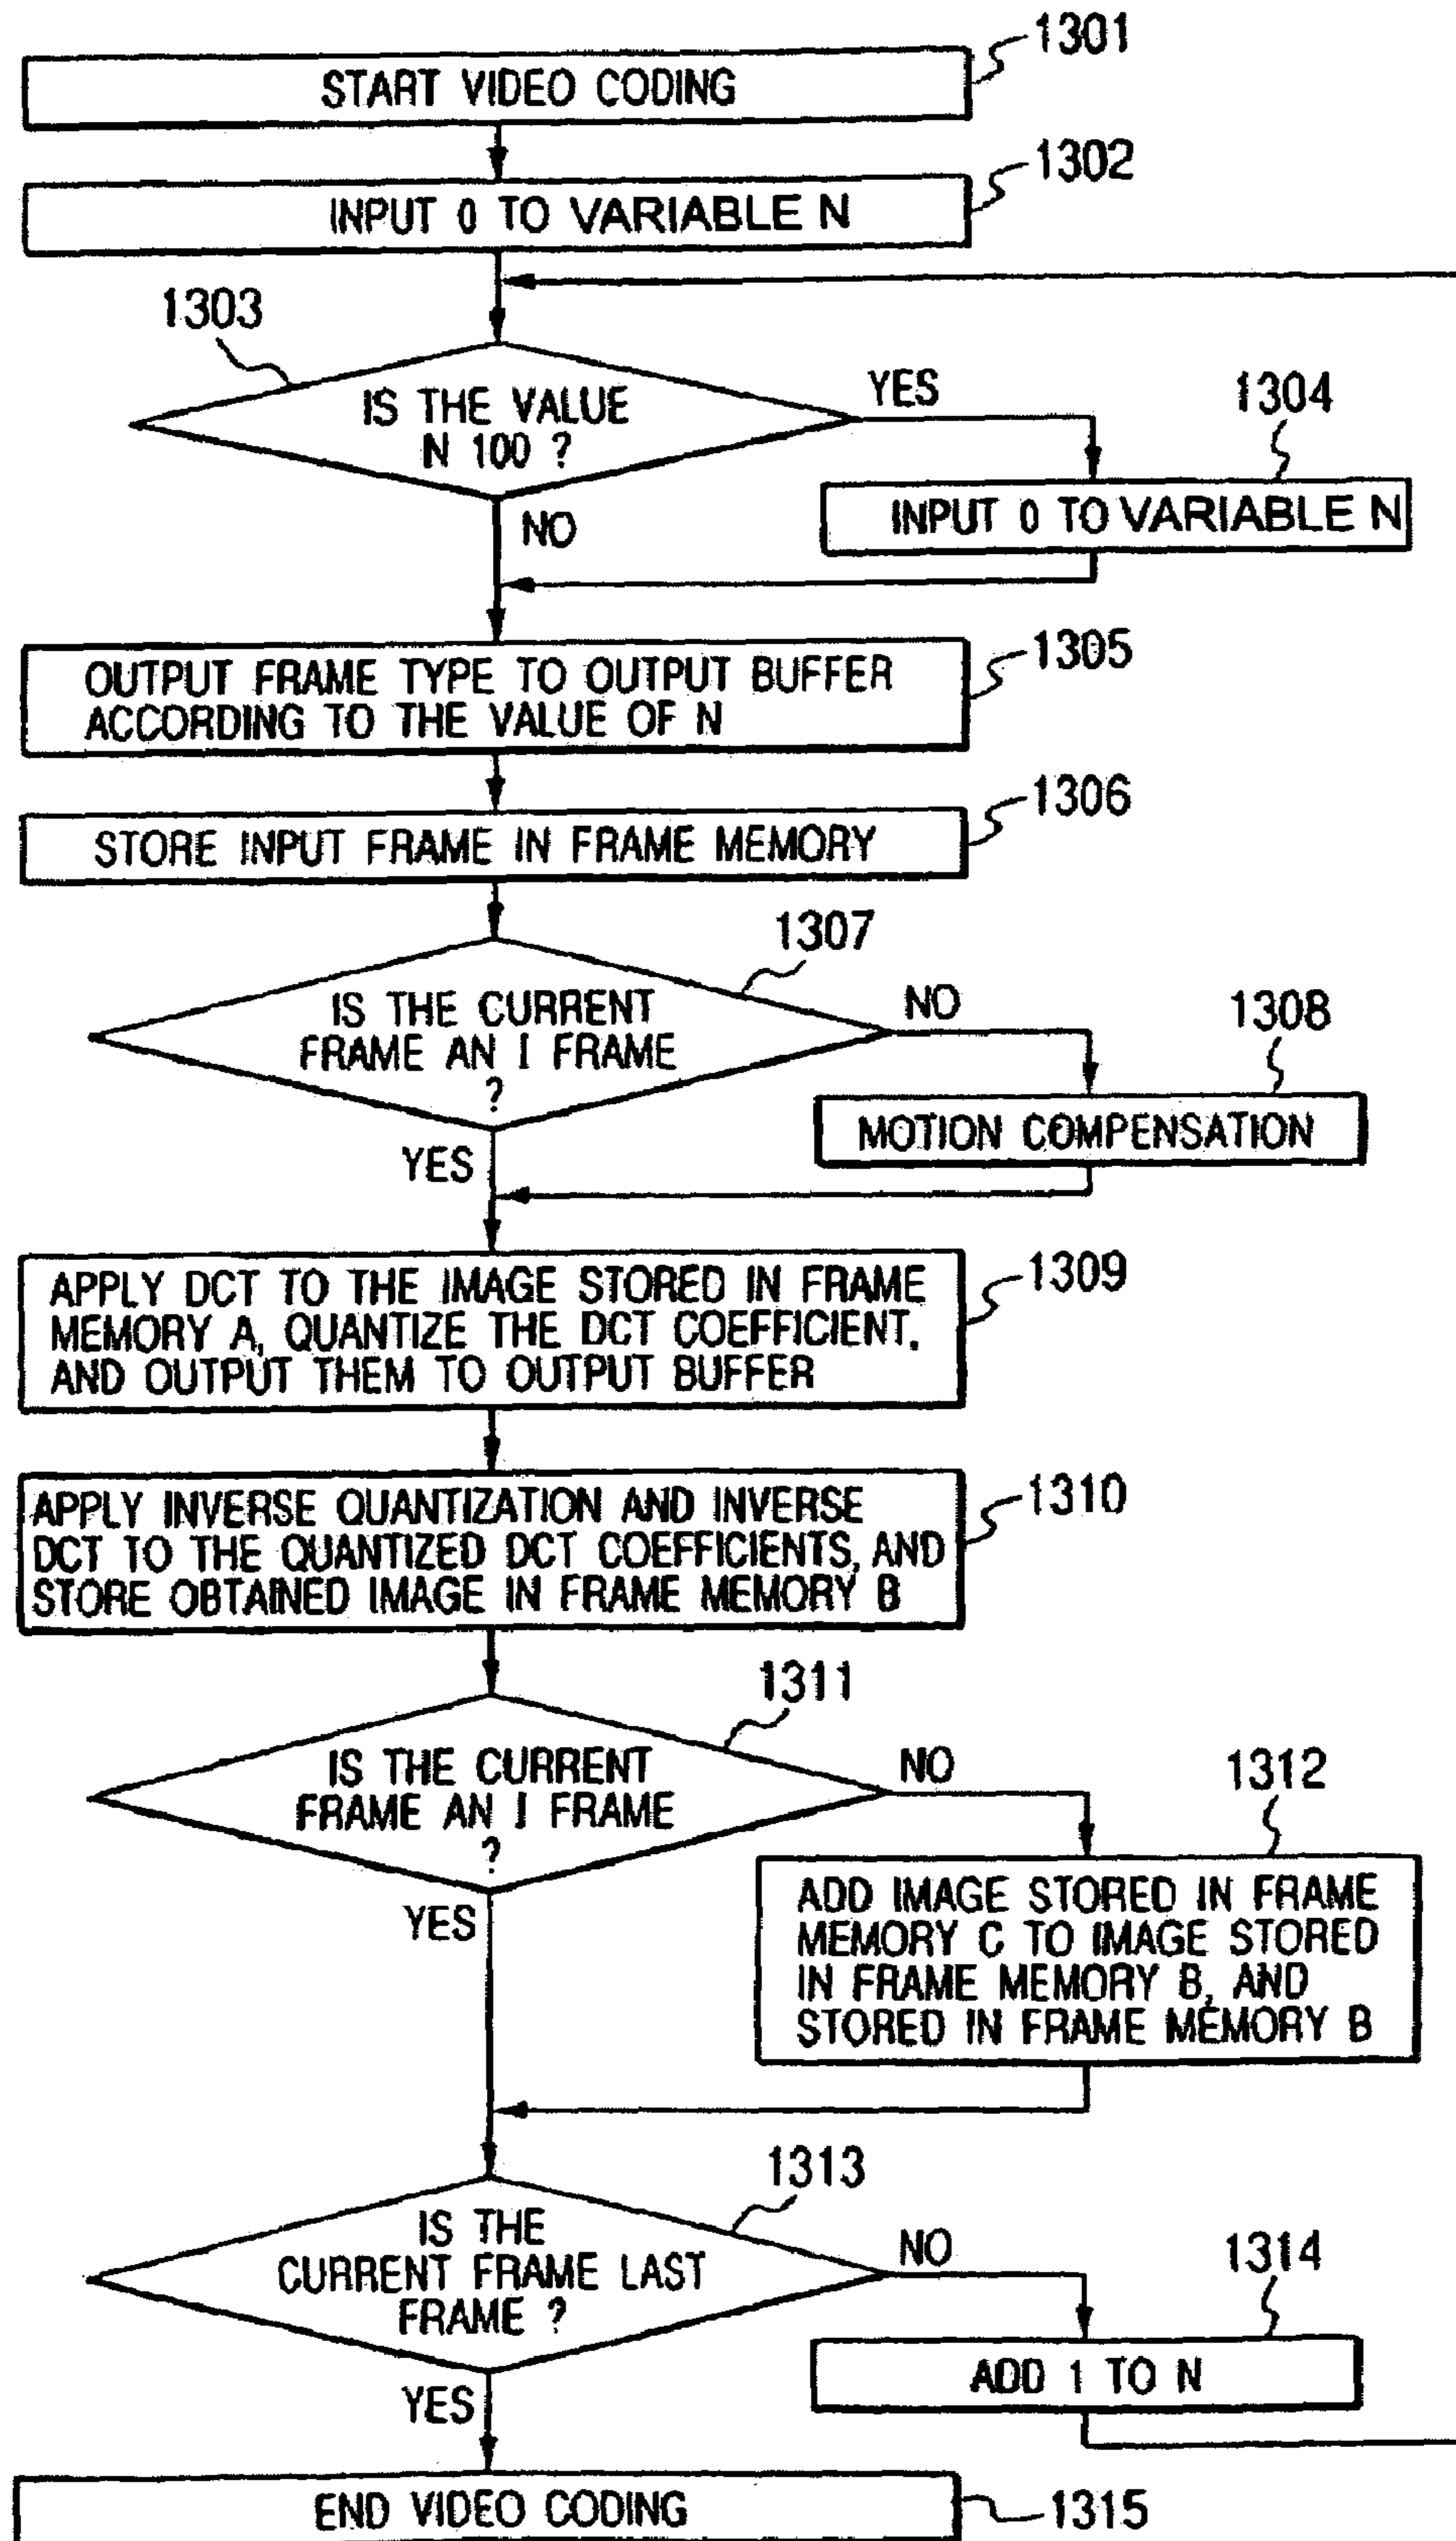 1301
START VIDEO CODING
1302
INPUT 0 TO VARIABLE N
1303
IS THE VALUE
N 100 ?
YES
NO
1304
INPUT 0 TO VARIABLE N
1305
OUTPUT FRAME TYPE TO OUTPUT BUFFER
ACCORDING TO THE VALUE OF N
1306
STORE INPUT FRAME IN FRAME MEMORY
1307
IS THE CURRENT
FRAME AN I FRAME
?
NO
YES
1308
MOTION COMPENSATION
1309
APPLY DCT TO THE IMAGE STORED IN FRAME
MEMORY A, QUANTIZE THE DCT COEFFICIENT,
AND OUTPUT THEM TO OUTPUT BUFFER
1310
APPLY INVERSE QUANTIZATION AND INVERSE
DCT TO THE QUANTIZED DCT COEFFICIENTS, AND
STORE OBTAINED IMAGE IN FRAME MEMORY B
1311
IS THE CURRENT
FRAME AN I FRAME
?
NO
YES
1312
ADD IMAGE STORED IN FRAME
MEMORY C TO IMAGE STORED
IN FRAME MEMORY B, AND
STORED IN FRAME MEMORY B
1313
IS THE
CURRENT FRAME LAST
FRAME ?
NO
YES
1314
ADD 1 TO N
END VIDEO CODING
1315